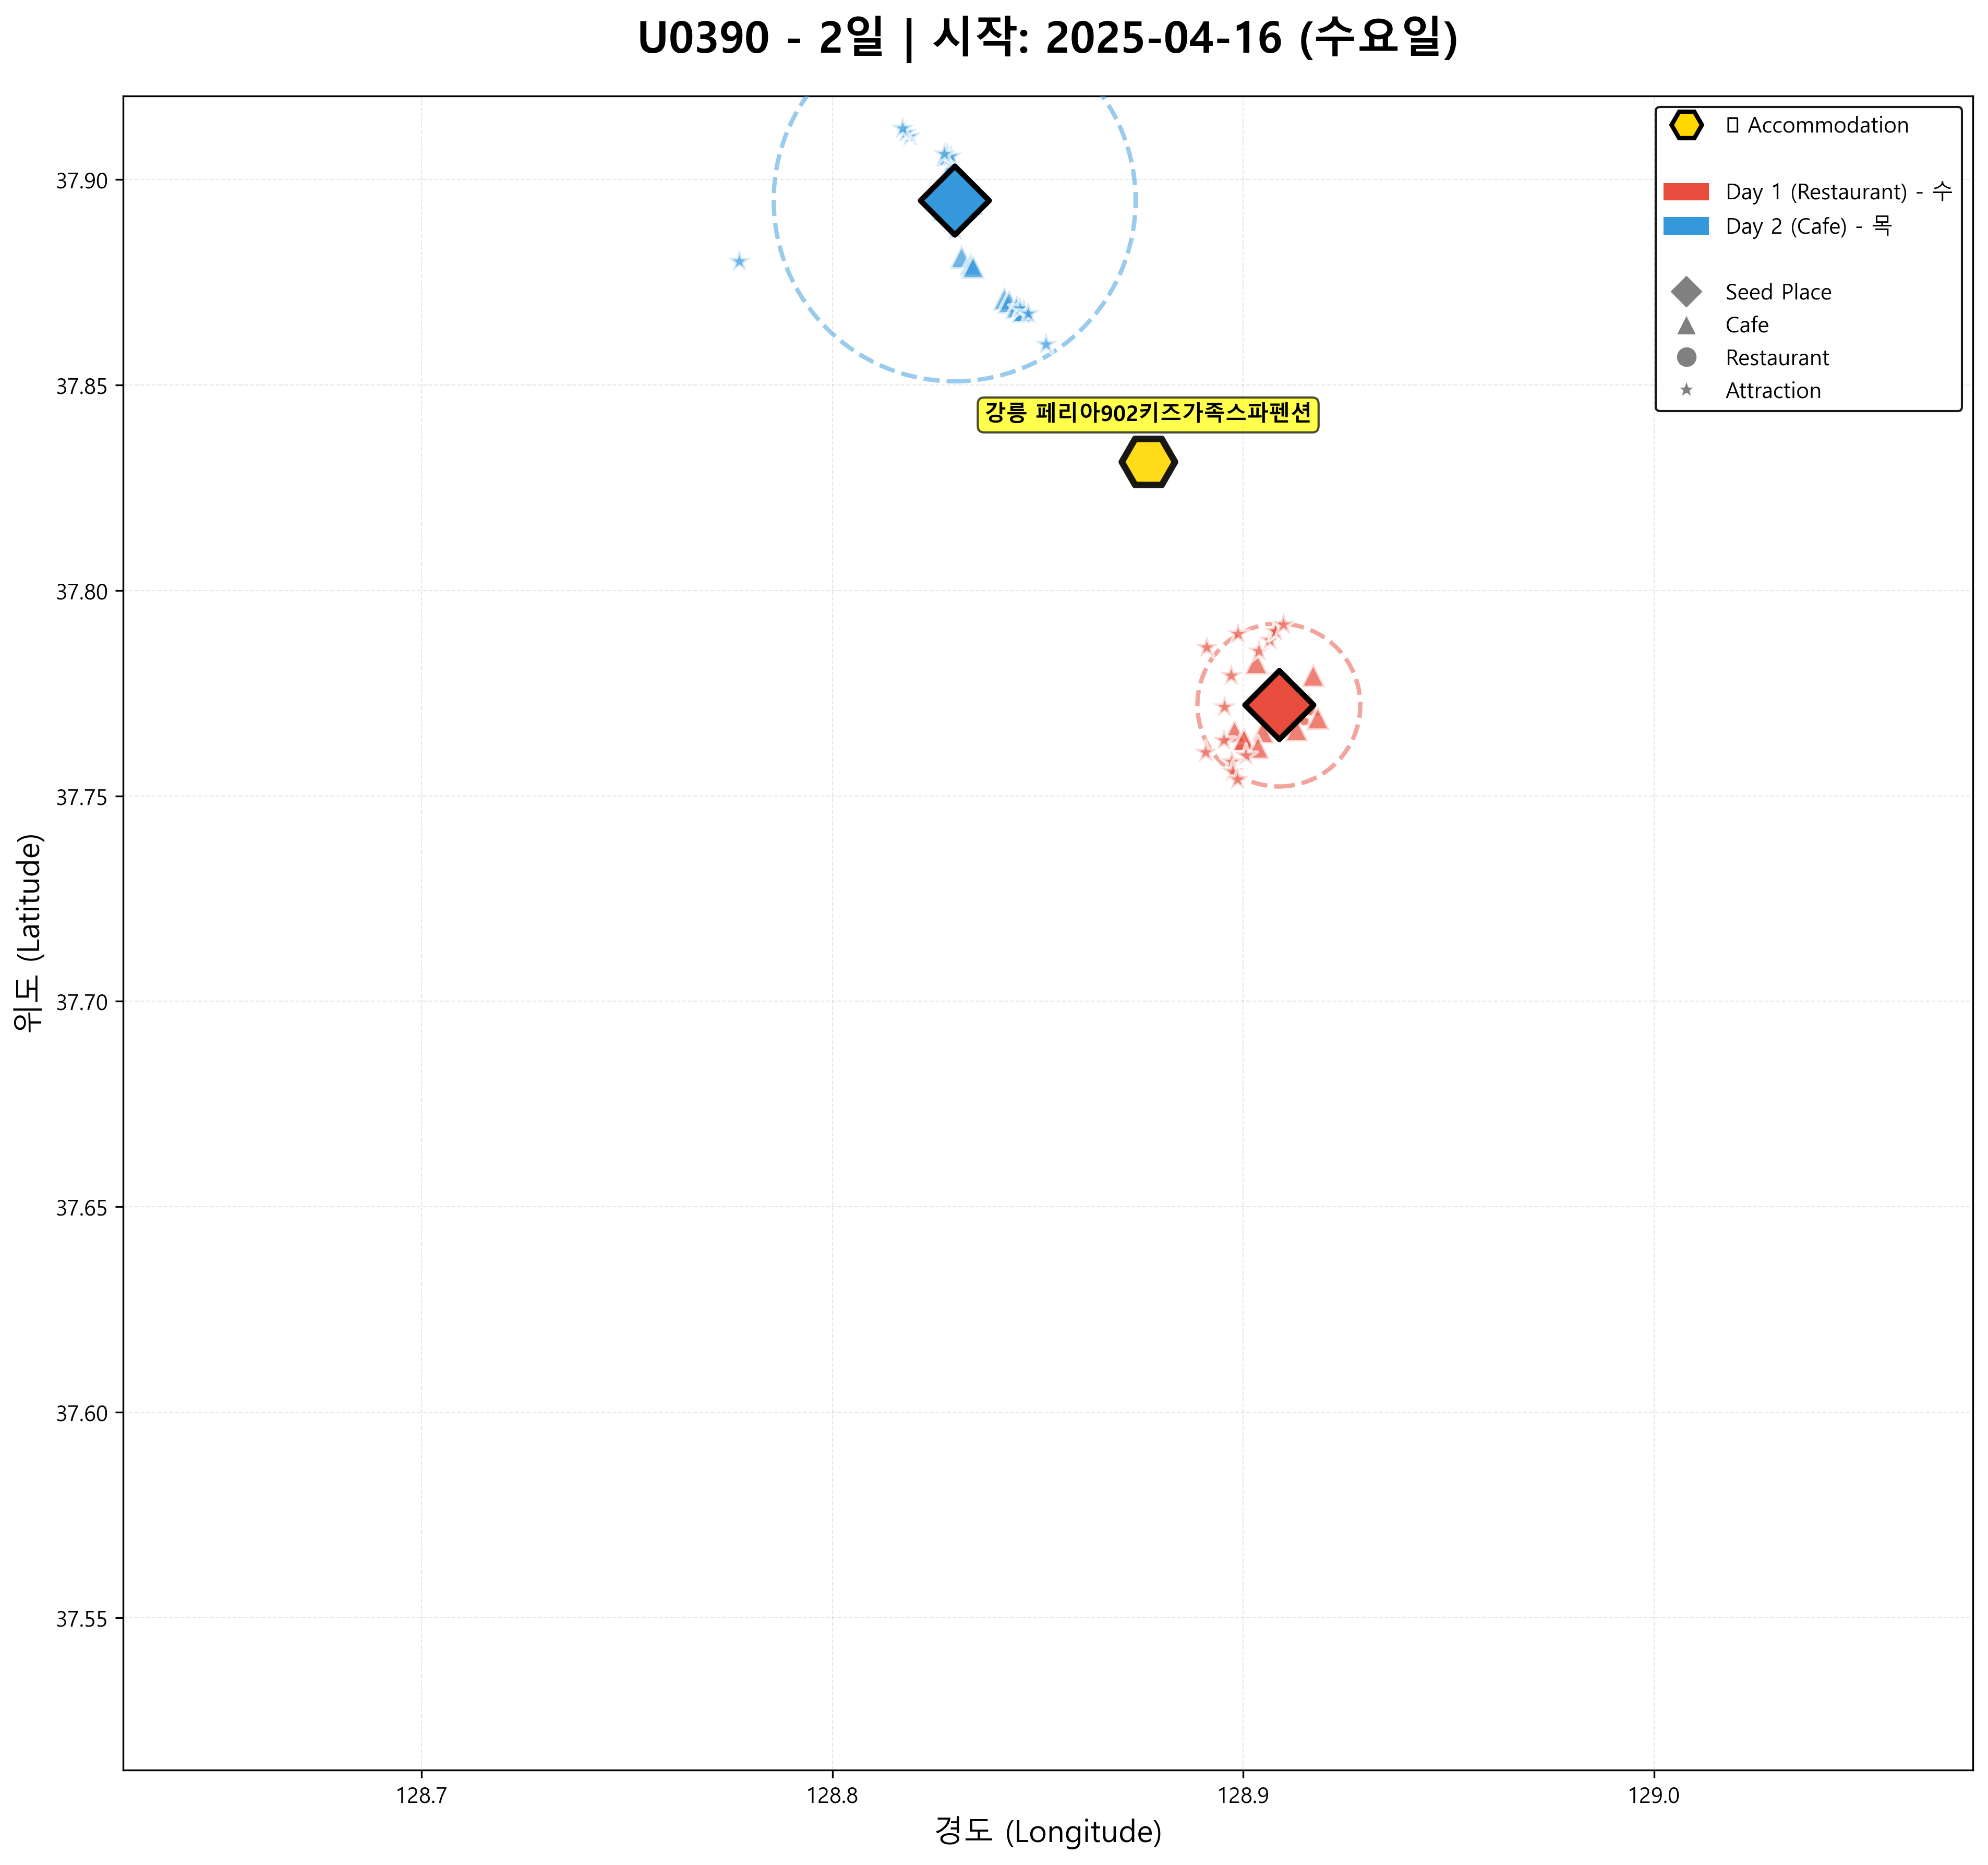 U0390 - 2일 | 시작: 2025-04-16 (수요일)
Accommodation
Day 1 (Restaurant) - 수
Day 2 (Cafe) - 목
Seed Place
Cafe
Restaurant
Attraction
강릉 페리아902키즈가족스파펜션
37.90
37.85
37.80
37.75
37.70
37.65
37.60
37.55
위도 (Latitude)
128.7 128.8 128.9 129.0
경도 (Longitude)